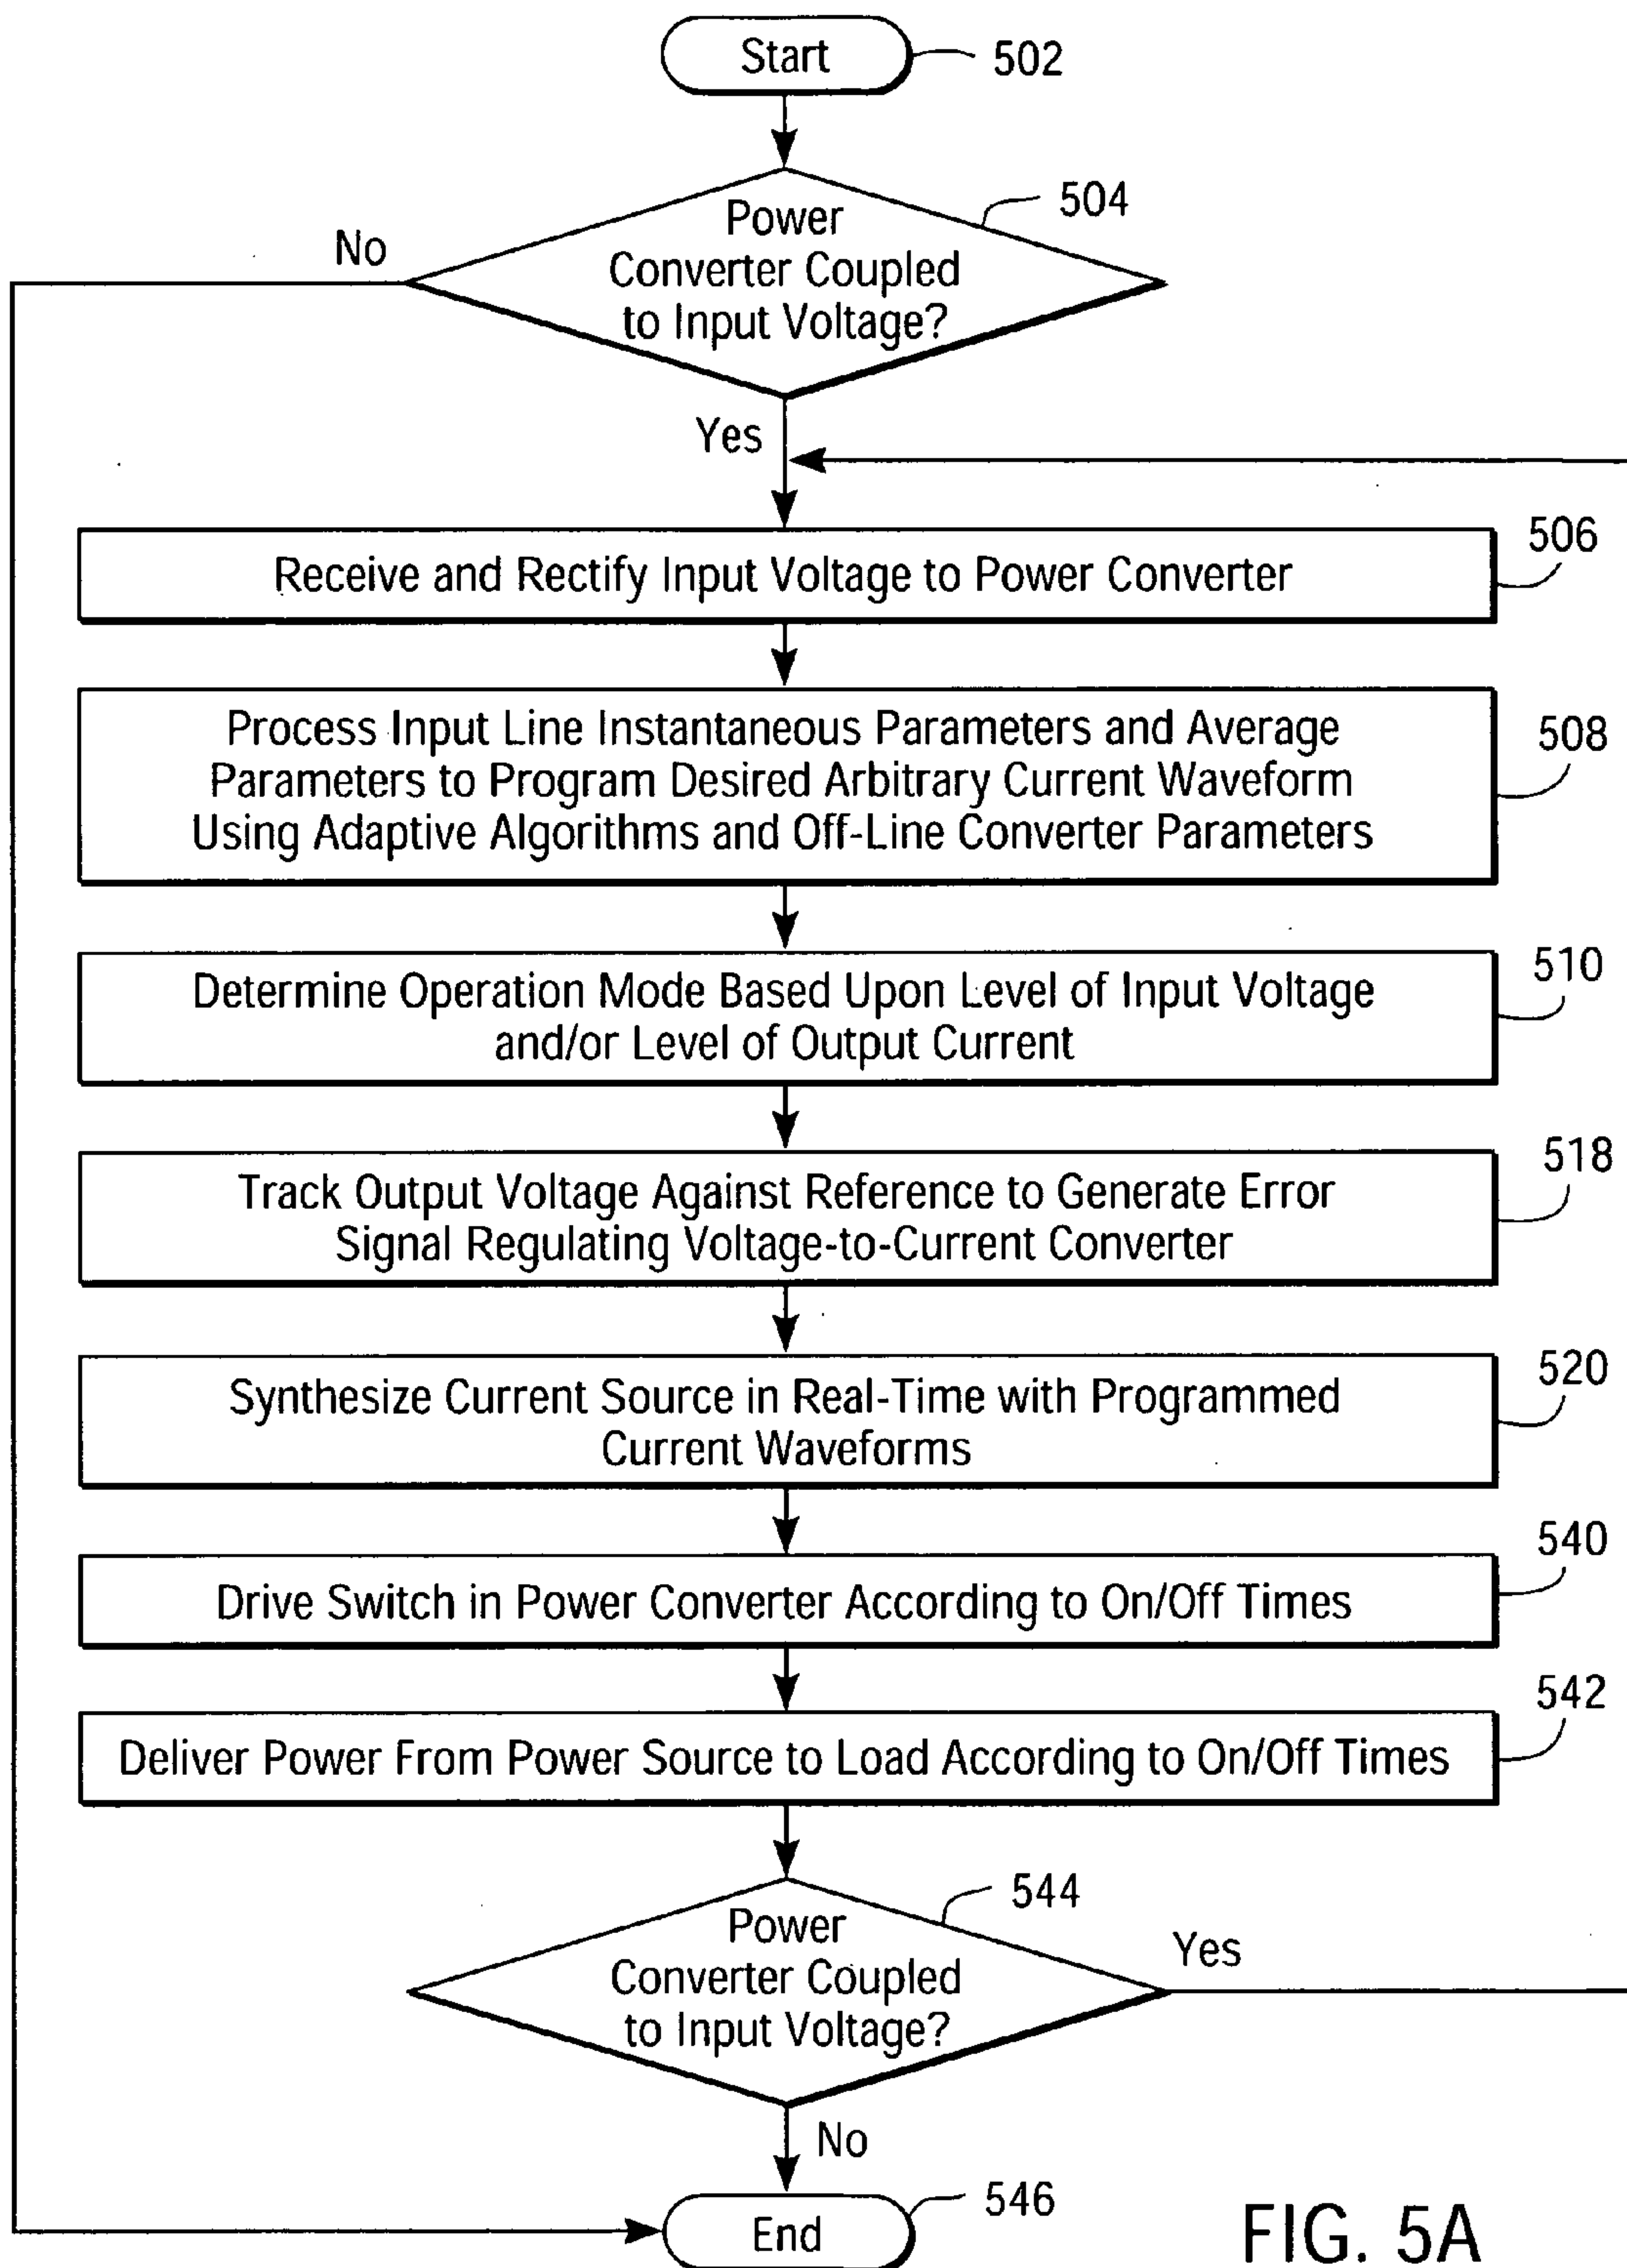 Start
502
504
Power
Converter Coupled
to Input Voltage?
No
Yes
506
Receive and Rectify Input Voltage to Power Converter
508
Process Input Line Instantaneous Parameters and Average
Parameters to Program Desired Arbitrary Current Waveform
Using Adaptive Algorithms and Off-Line Converter Parameters
510
Determine Operation Mode Based Upon Level of Input Voltage
and/or Level of Output Current
518
Track Output Voltage Against Reference to Generate Error
Signal Regulating Voltage-to-Current Converter
520
Synthesize Current Source in Real-Time with Programmed
Current Waveforms
540
Drive Switch in Power Converter According to On/Off Times
542
Deliver Power From Power Source to Load According to On/Off Times
544
Power
Converter Coupled
to Input Voltage?
Yes
No
546
End
FIG. 5A